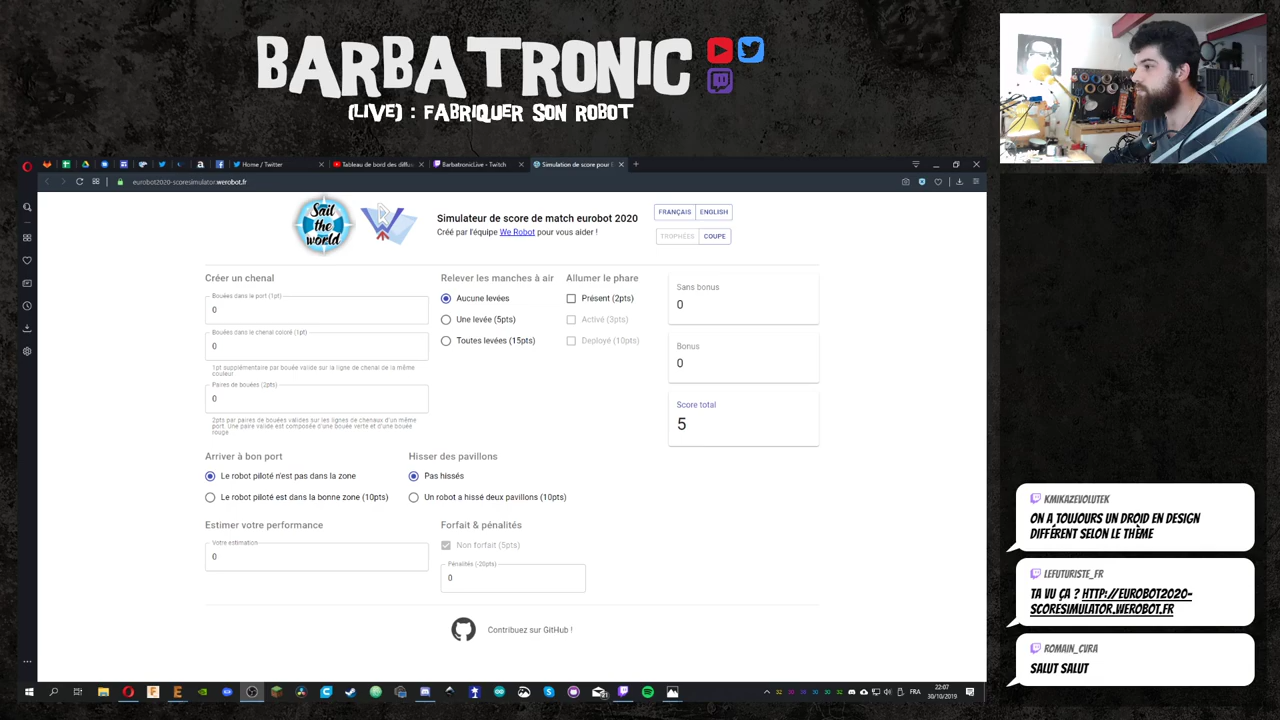 BARBATRONIC
(LIVE) : FABRIQUER SON ROBOT
Home / Twitter
Tableau de bord des diffus
BarbatronicLive - Twitch
Simulation de score pour
eurobot2020-scoresimulator.werobot.fr
Sail
the
world
Simulateur de score de match eurobot 2020
Créé par l'équipe We Robot pour vous aider !
FRANÇAIS
ENGLISH
TROPHÉES
COUPE
Créer un chenal
Bouées dans le port (1pt)
0
Bouées dans le chenal coloré (1pt)
0
1pt supplémentaire par bouée valide sur la ligne de chenal de la même
couleur
Paires de bouées (2pts)
0
2pts par paires de bouées valides sur les lignes de chenaux d'un même
port. Une paire valide est composée d'une bouée verte et d'une bouée
rouge
Relever les manches à air
Aucune levées
Une levée (5pts)
Toutes levées (15pts)
Allumer le phare
Présent (2pts)
Activé (3pts)
Deployé (10pts)
Sans bonus
0
Bonus
0
Score total
5
Arriver à bon port
Le robot piloté n'est pas dans la zone
Le robot piloté est dans la bonne zone (10pts)
Hisser des pavillons
Pas hissés
Un robot a hissé deux pavillons (10pts)
Estimer votre performance
Votre estimation
0
Forfait & pénalités
Non forfait (5pts)
Pénalités (-20pts)
0
Contribuez sur GitHub !
KMIKAZEVOLUTEK
ON A TOUJOURS UN DROID EN DESIGN
DIFFÉRENT SELON LE THÈME
LEFUTURISTE_FR
TA VU ÇA ? HTTP://EUROBOT2020-
SCORESIMULATOR.WEROBOT.FR
ROMAIN_CVRA
SALUT SALUT
32 30 38 30 30 32
FRA
22:07
30/10/2019